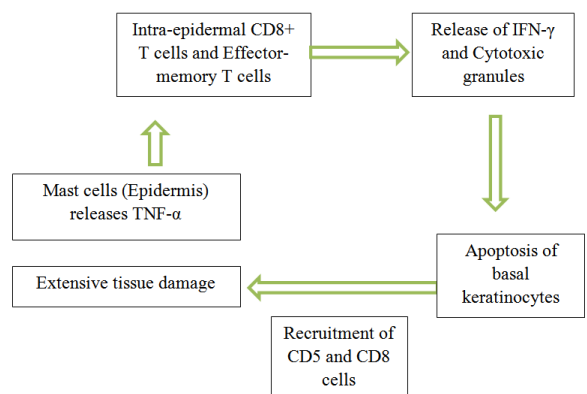 Intra-epidermal CD8+
T cells and Effector-
memory T cells
Release of IFN-γ
and Cytotoxic
granules
Mast cells (Epidermis)
releases TNF-α
Apoptosis of
basal
keratinocytes
Extensive tissue damage
Recruitment of
CD5 and CD8
cells